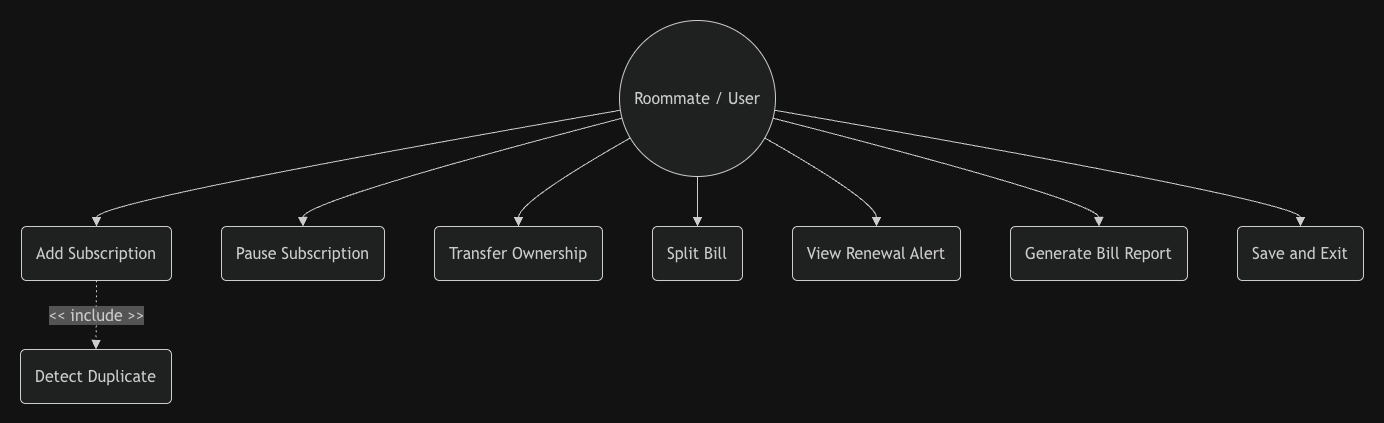 Roommate / User
Add Subscription
Pause Subscription
Transfer Ownership
Split Bill
View Renewal Alert
Generate Bill Report
Save and Exit
<< include >>
Detect Duplicate